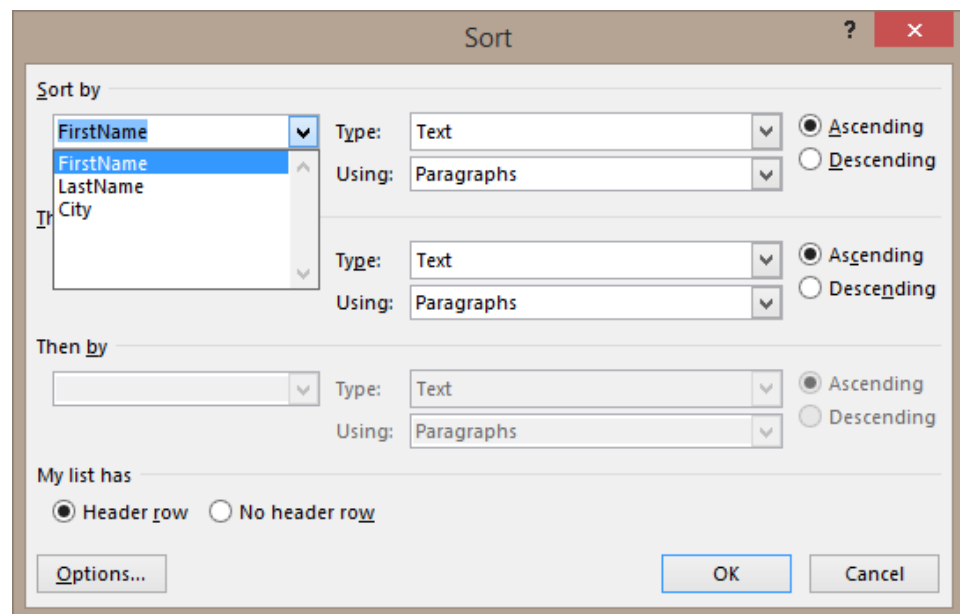 Sort
?
Sort by
FirstName
Type: Text
Ascending
FirstName
LastName
City
Using: Paragraphs
Descending
Th
Type: Text
Ascending
Using: Paragraphs
Descending
Then by
Type: Text
Ascending
Using: Paragraphs
Descending
My list has
Header row No header row
Options... OK Cancel